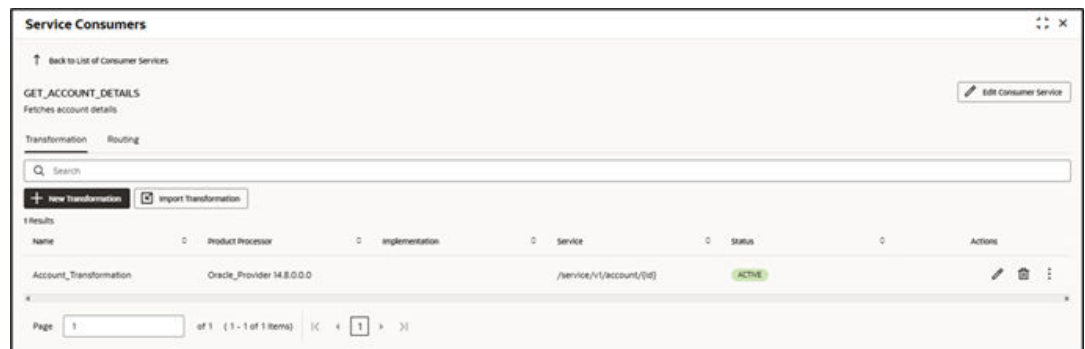 Service Consumers
Back to List of Consumer Services
GET_ACCOUNT_DETAILS
Edit Consumer Service
Fetches account details
Transformation Routing
Search
New Transformation Import Transformation
1 Results
Name Product Processor Implementation Service Status Actions
Account_Transformation Oracle_Provider 14.8.0.0.0 /service/v1/account/{id} ACTIVE
Page 1 of 1 (1 - 1 of 1 items) 1